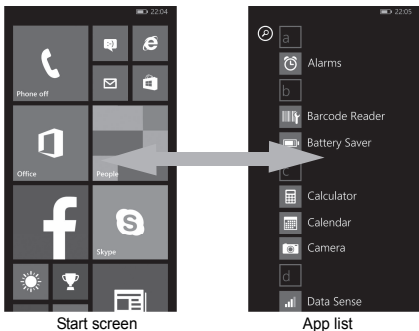 22:04
Phone off
Office
People
Skype
Start screen
22:05
a
Alarms
b
Barcode Reader
Battery Saver
c
Calculator
Calendar
Camera
d
Data Sense
App list